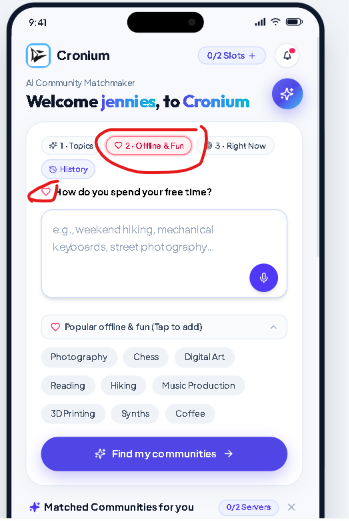 9:41
Cronium
0/2 Slots +
AI Community Matchmaker
Welcome jennies, to Cronium
1 · Topics
2 · Offline & Fun
3 · Right Now
History
How do you spend your free time?
e.g., weekend hiking, mechanical
keyboards, street photography...
Popular offline & fun (Tap to add)
Photography
Chess
Digital Art
Reading
Hiking
Music Production
3D Printing
Synths
Coffee
Find my communities →
Matched Communities for you
0/2 Servers